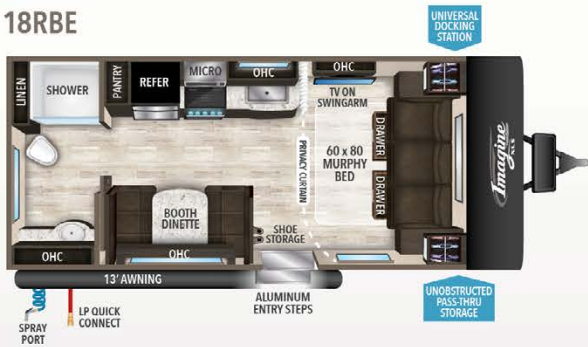 18RBE
UNIVERSAL
DOCKING
STATION
LINEN
SHOWER
PANTRY
REFER
MICRO
OHC
OHC
TV ON
SWINGARM
DRAWER
DRAWER
60 x 80
MURPHY
BED
PRIVACY CURTAIN
Imagine
XLS
BOOTH
DINETTE
SHOE
STORAGE
OHC
OHC
13' AWNING
ALUMINUM
ENTRY STEPS
UNOBSTRUCTED
PASS-THRU
STORAGE
SPRAY
PORT
LP QUICK
CONNECT